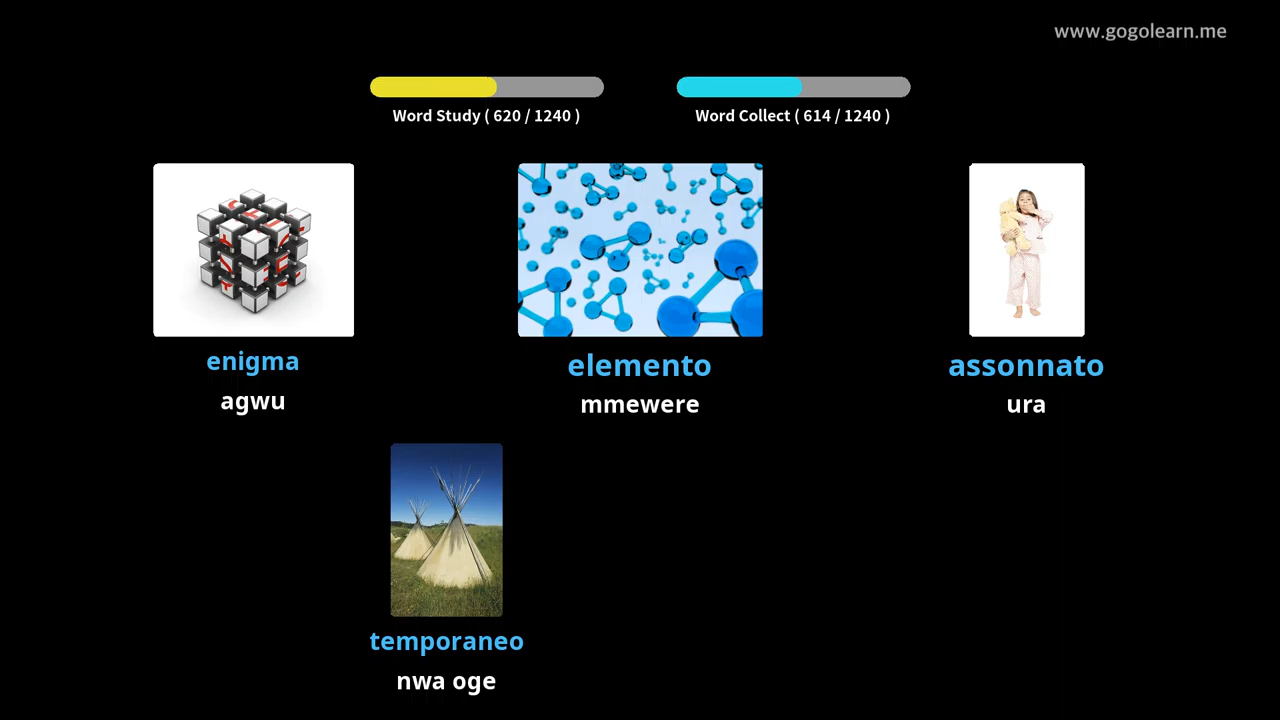 www.gogolearn.me
Word Study ( 620 / 1240 )
Word Collect ( 614 / 1240 )
enigma
agwu
elemento
mmewere
assonnato
ura
temporaneo
nwa oge